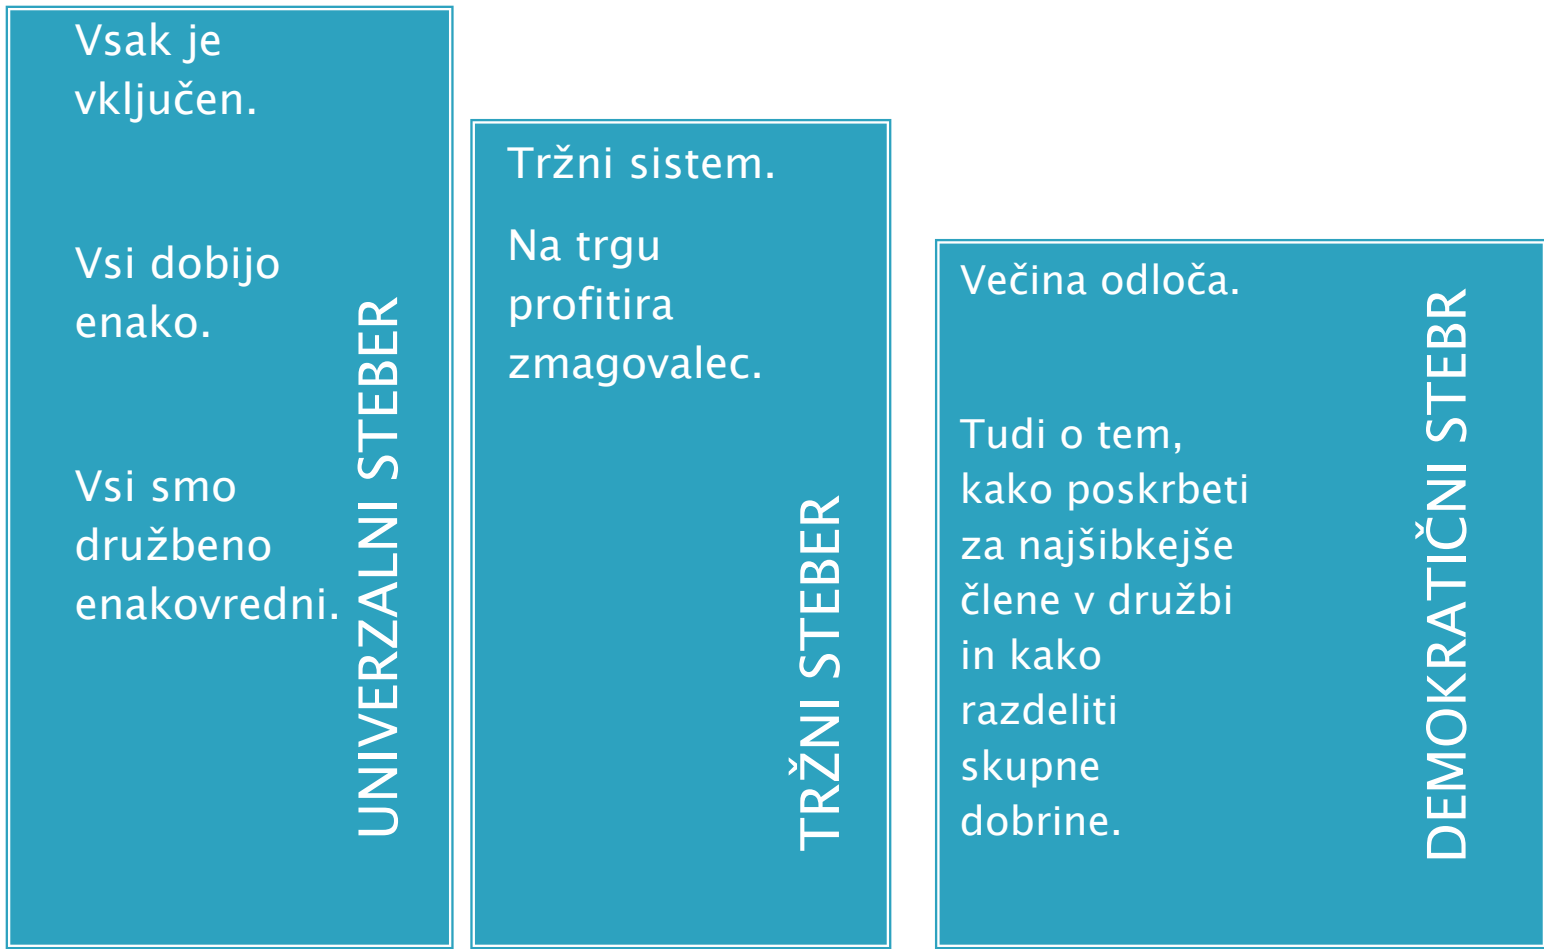 Vsak je
vključen.
Vsi dobijo
enako.
Vsi smo
družbeno
enakovredni.
UNIVERZALNI STEBER
Tržni sistem.
Na trgu
profitira
zmagovalec.
TRŽNI STEBER
Večina odloča.
Tudi o tem,
kako poskrbeti
za najšibkejše
člene v družbi
in kako
razdeliti
skupne
dobrine.
DEMOKRATIČNI STEBR